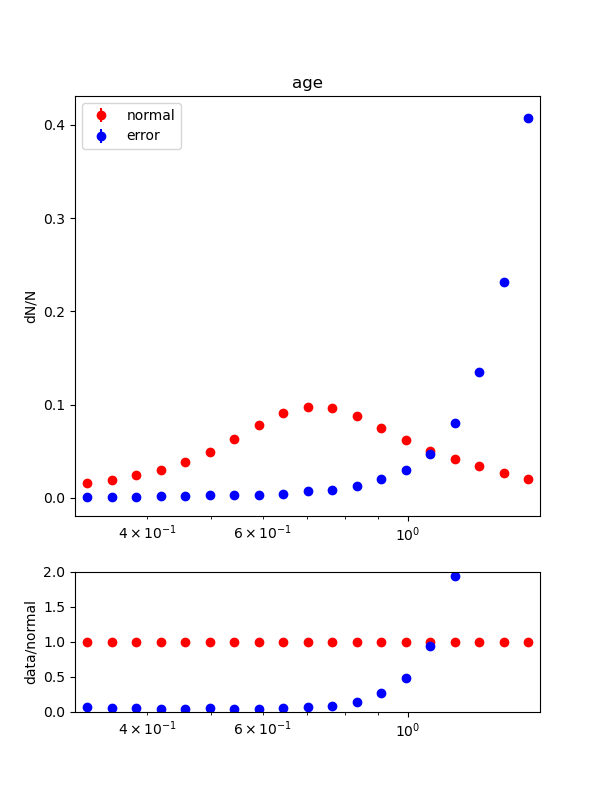 age
normal
error
dN/N
0.4
0.3
0.2
0.1
0.0
4 × 10⁻¹
6 × 10⁻¹
10⁰
data/normal
2.0
1.5
1.0
0.5
0.0
4 × 10⁻¹
6 × 10⁻¹
10⁰